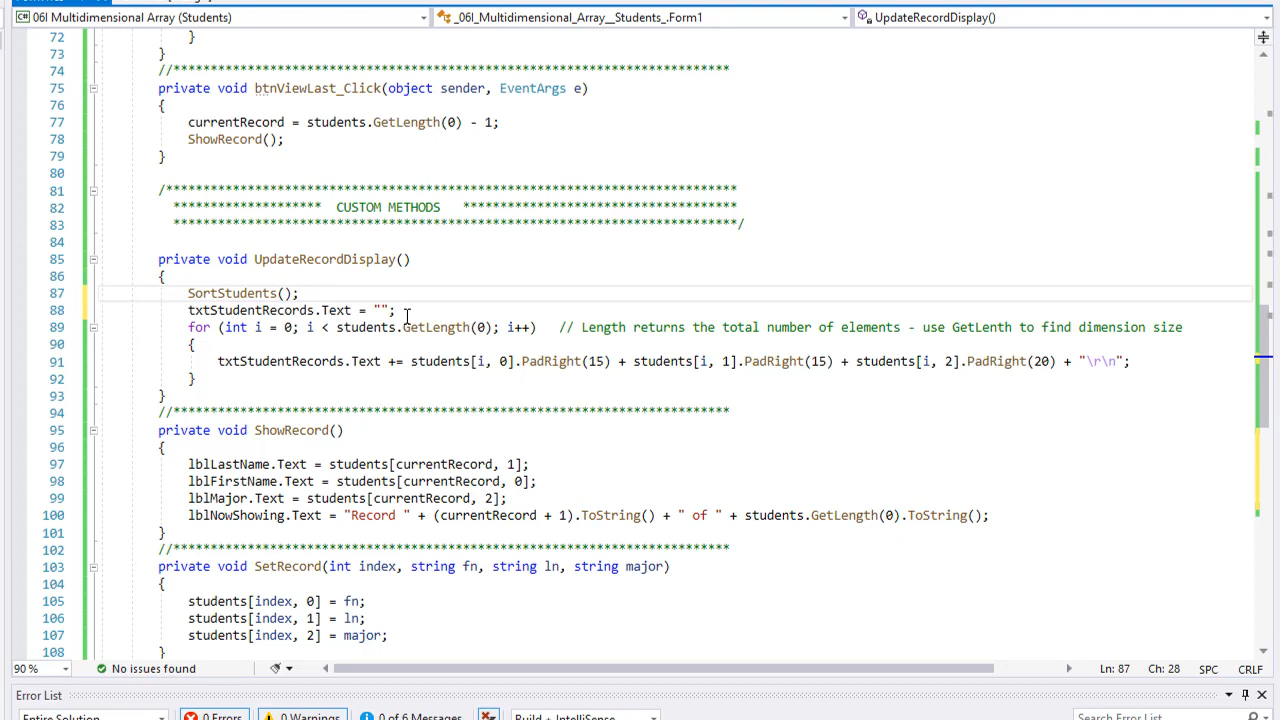 06I Multidimensional Array (Students)
_06I_Multidimensional_Array__Students_.Form1
UpdateRecordDisplay()
72 }
73 }
74 //***************************************************************************
75 private void btnViewLast_Click(object sender, EventArgs e)
76 {
77 currentRecord = students.GetLength(0) - 1;
78 ShowRecord();
79 }
80
81 /*****************************************************************************
82 ******************** CUSTOM METHODS *************************************
83 ****************************************************************************/
84
85 private void UpdateRecordDisplay()
86 {
87 SortStudents();
88 txtStudentRecords.Text = "";
89 for (int i = 0; i < students.GetLength(0); i++) // Length returns the total number of elements - use GetLenth to find dimension size
90 {
91 txtStudentRecords.Text += students[i, 0].PadRight(15) + students[i, 1].PadRight(15) + students[i, 2].PadRight(20) + "\r\n";
92 }
93 }
94 //***************************************************************************
95 private void ShowRecord()
96 {
97 lblLastName.Text = students[currentRecord, 1];
98 lblFirstName.Text = students[currentRecord, 0];
99 lblMajor.Text = students[currentRecord, 2];
100 lblNowShowing.Text = "Record " + (currentRecord + 1).ToString() + " of " + students.GetLength(0).ToString();
101 }
102 //***************************************************************************
103 private void SetRecord(int index, string fn, string ln, string major)
104 {
105 students[index, 0] = fn;
106 students[index, 1] = ln;
107 students[index, 2] = major;
108 }
90 % No issues found Ln: 87 Ch: 28 SPC CRLF
Error List
Entire Solution 0 Errors 0 Warnings 0 of 6 Messages Build + IntelliSense Search Error List